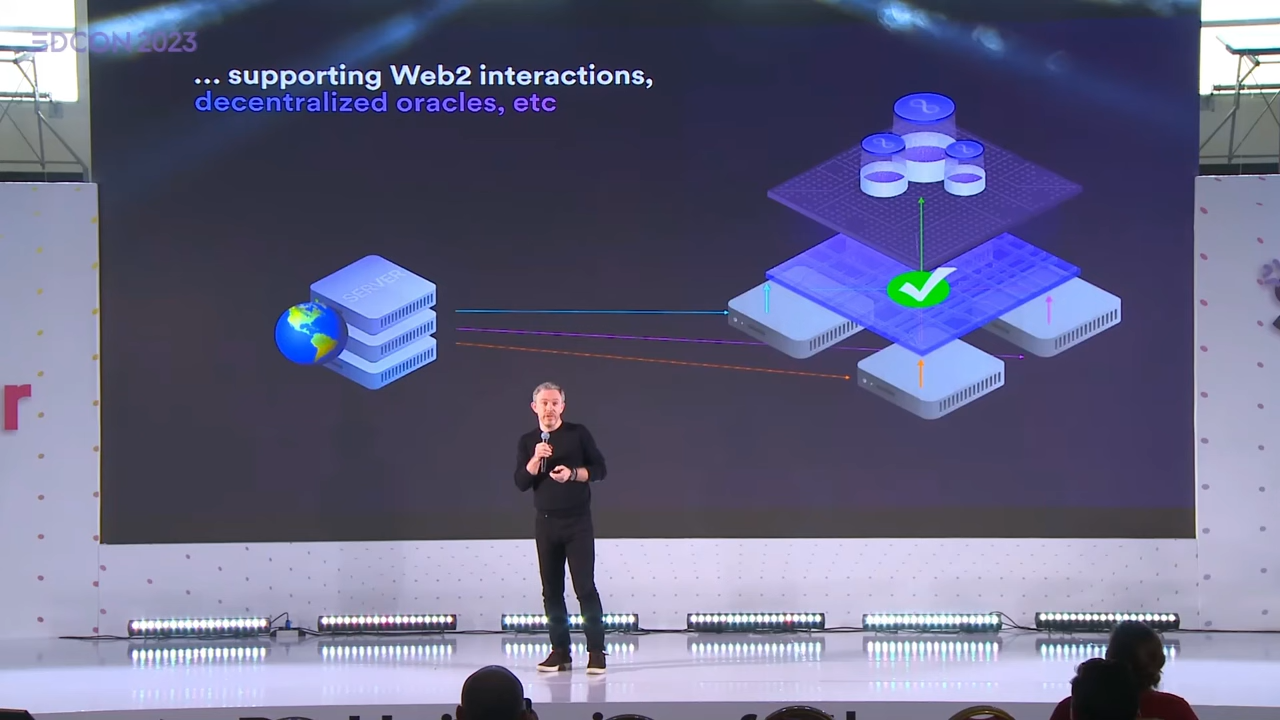 EDCON 2023
... supporting Web2 interactions,
decentralized oracles, etc
SERVER
r